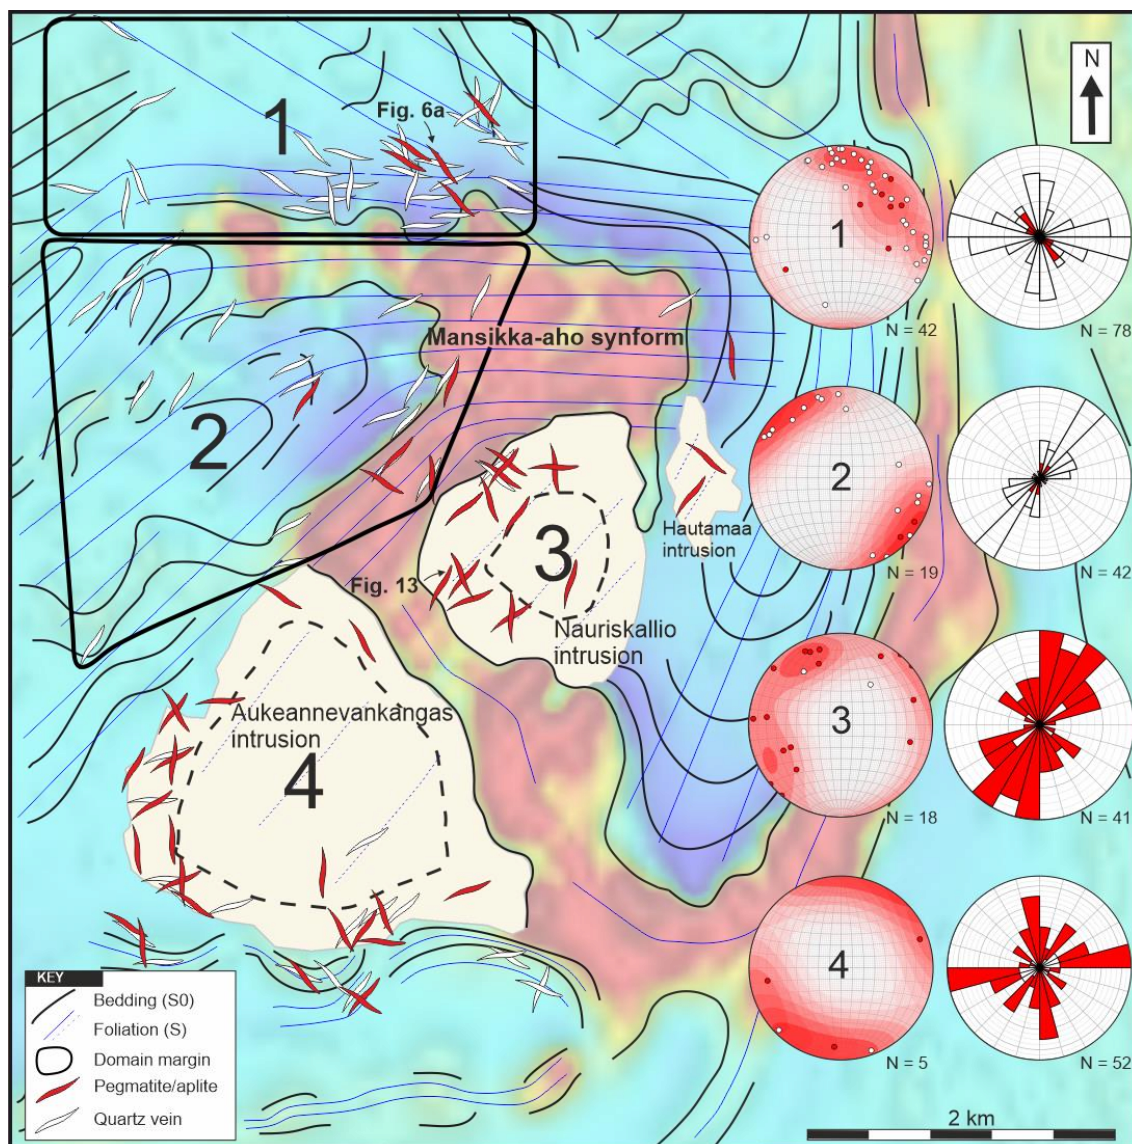 N
1
Fig. 6a
1
N = 42
N = 78
Mansikka-aho synform
2
2
N = 19
N = 42
3
Hautamaa
intrusion
Fig. 13
Nauriskallio
intrusion
3
N = 18
N = 41
Aukeannevankangas
intrusion
4
4
N = 5
N = 52
KEY
Bedding (S0)
Foliation (S)
Domain margin
Pegmatite/aplite
Quartz vein
2 km